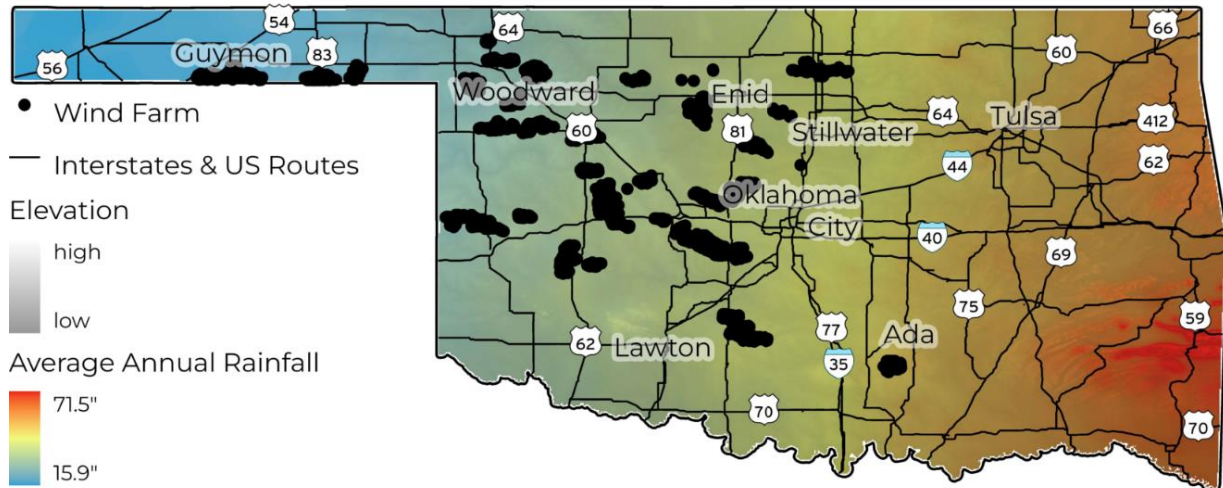 54
64
66
56
Guymon
83
60
Wind Farm
Woodward
Enid
64
Tulsa
412
60
81
Stillwater
62
Interstates & US Routes
44
Oklahoma
City
Elevation
high
low
40
69
75
59
Average Annual Rainfall
71.5"
15.9"
62
Lawton
77
35
Ada
70
70